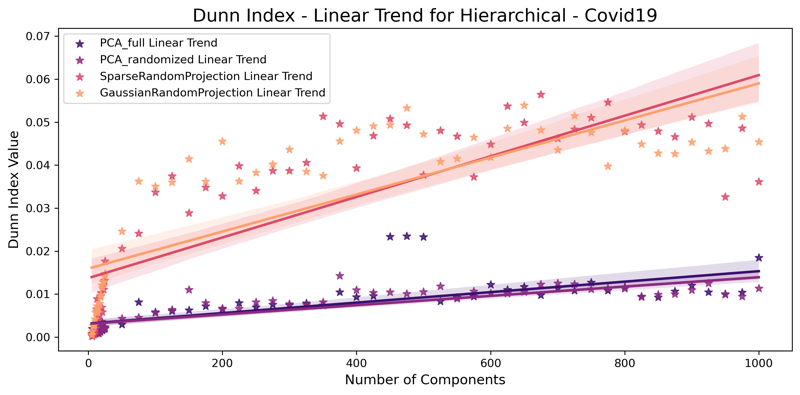 Dunn Index - Linear Trend for Hierarchical - Covid19
PCA_full Linear Trend
PCA_randomized Linear Trend
SparseRandomProjection Linear Trend
GaussianRandomProjection Linear Trend
Dunn Index Value
0.07
0.06
0.05
0.04
0.03
0.02
0.01
0.00
0
200
400
600
800
1000
Number of Components